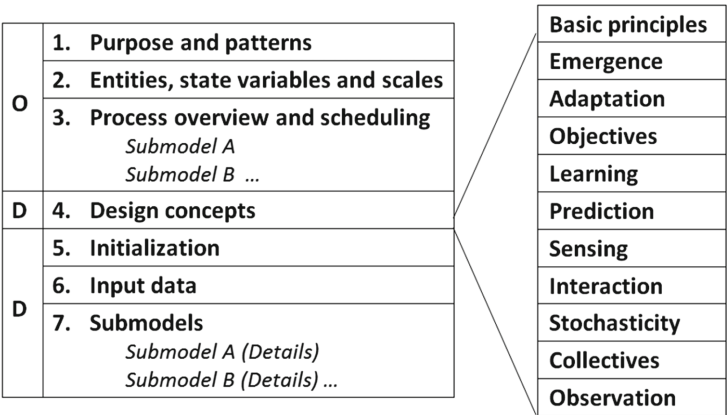 O
1. Purpose and patterns
2. Entities, state variables and scales
3. Process overview and scheduling
Submodel A
Submodel B ...
D
4. Design concepts
D
5. Initialization
6. Input data
7. Submodels
Submodel A (Details)
Submodel B (Details) ...
Basic principles
Emergence
Adaptation
Objectives
Learning
Prediction
Sensing
Interaction
Stochasticity
Collectives
Observation